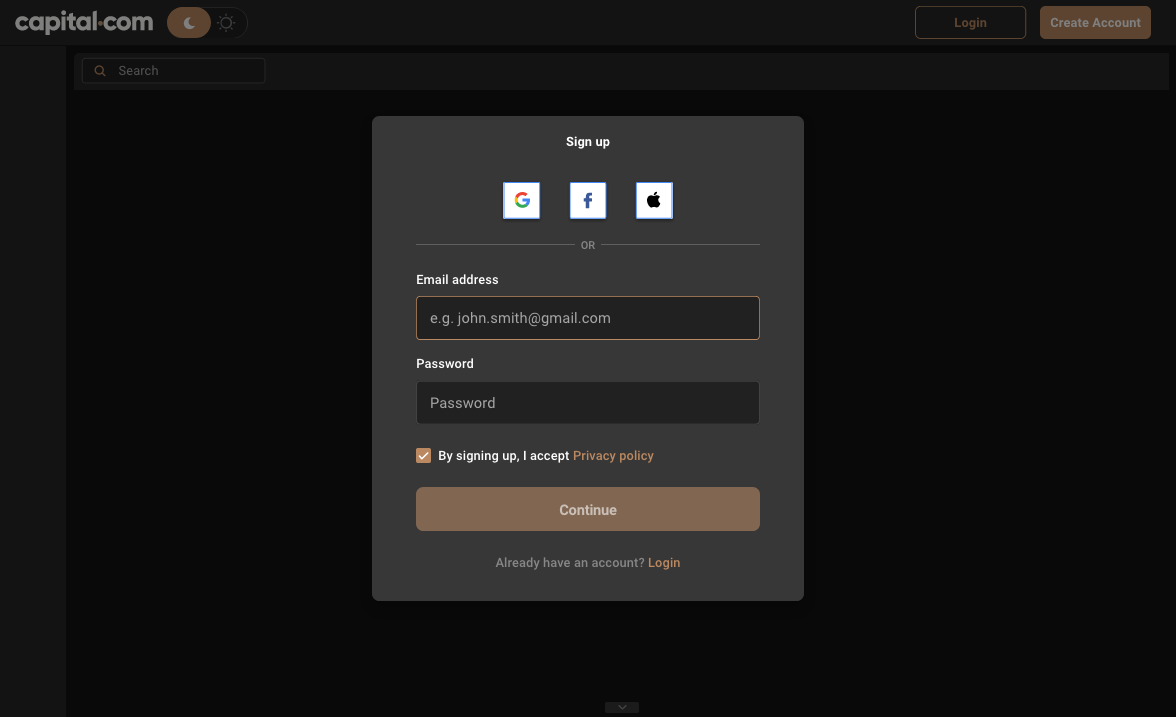 capital.com
Login
Create Account
Search
Sign up
OR
Email address
e.g. john.smith@gmail.com
Password
Password
By signing up, I accept Privacy policy
Continue
Already have an account? Login